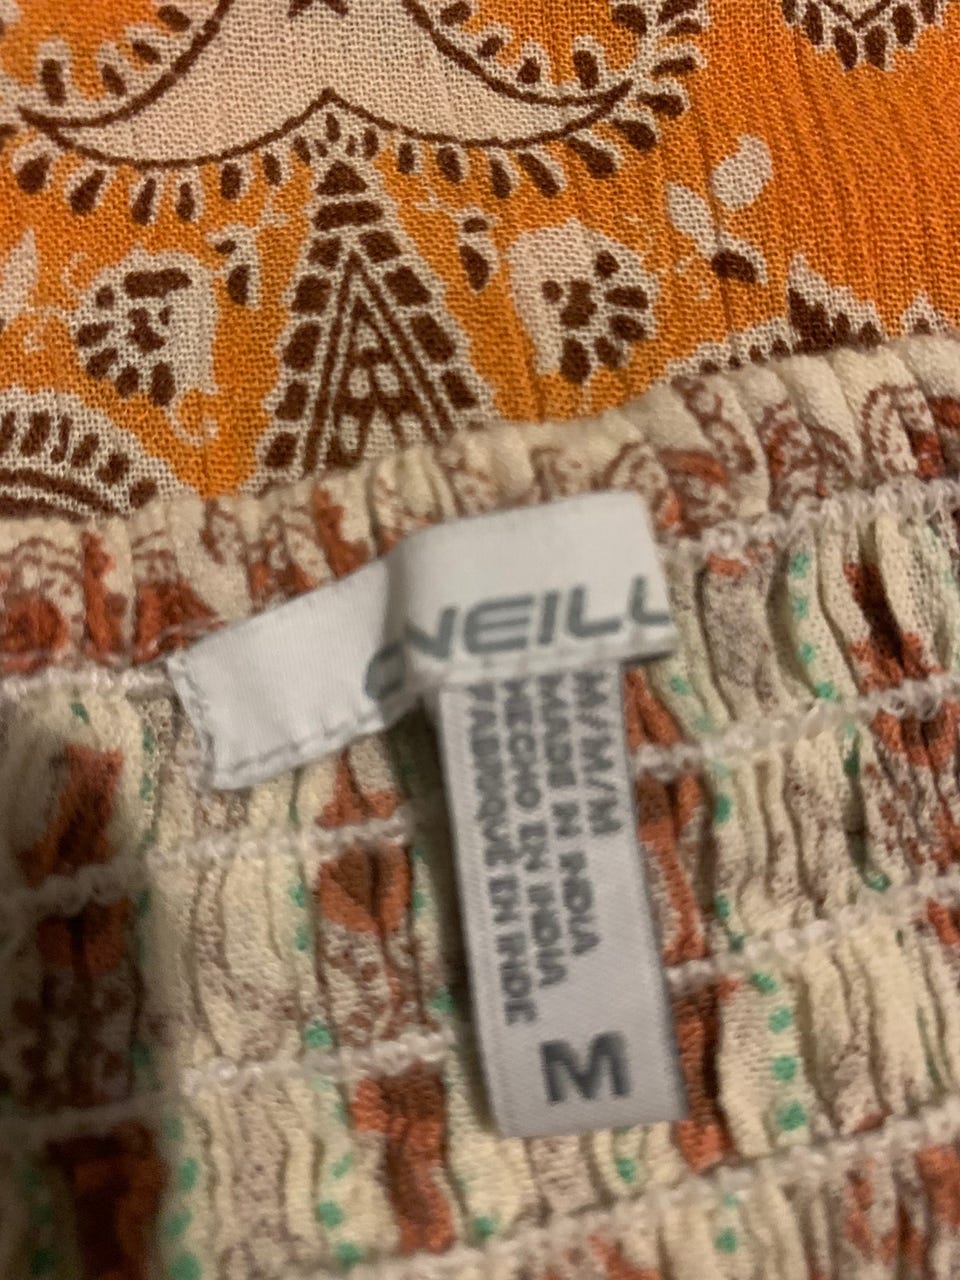 O'NEILL
M/M/M
MADE IN INDIA
HECHO EN INDIA
FABRIQUÉ EN INDE
M